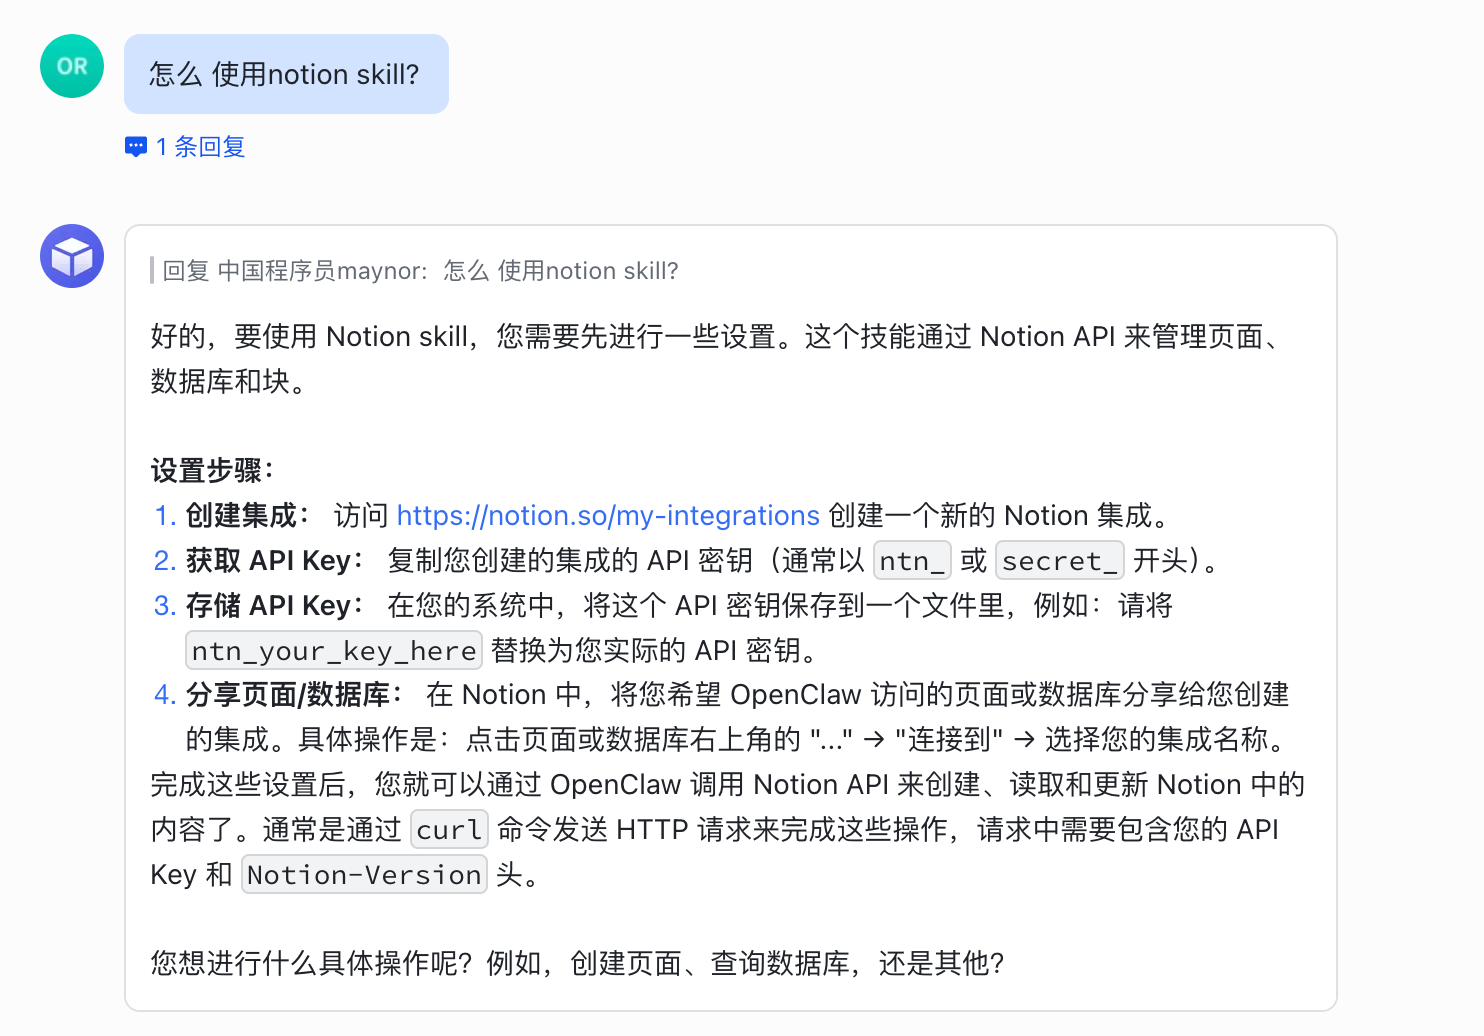 OR
怎么 使用notion skill?
1 条回复
回复 中国程序员maynor：怎么 使用notion skill?
好的，要使用 Notion skill，您需要先进行一些设置。这个技能通过 Notion API 来管理页面、
数据库和块。
设置步骤：
1. 创建集成： 访问 https://notion.so/my-integrations 创建一个新的 Notion 集成。
2. 获取 API Key： 复制您创建的集成的 API 密钥（通常以 ntn_ 或 secret_ 开头）。
3. 存储 API Key： 在您的系统中，将这个 API 密钥保存到一个文件里，例如：请将
ntn_your_key_here 替换为您实际的 API 密钥。
4. 分享页面/数据库： 在 Notion 中，将您希望 OpenClaw 访问的页面或数据库分享给您创建
的集成。具体操作是：点击页面或数据库右上角的 "..." → "连接到" → 选择您的集成名称。
完成这些设置后，您就可以通过 OpenClaw 调用 Notion API 来创建、读取和更新 Notion 中的
内容了。通常是通过 curl 命令发送 HTTP 请求来完成这些操作，请求中需要包含您的 API
Key 和 Notion-Version 头。
您想进行什么具体操作呢？例如，创建页面、查询数据库，还是其他？